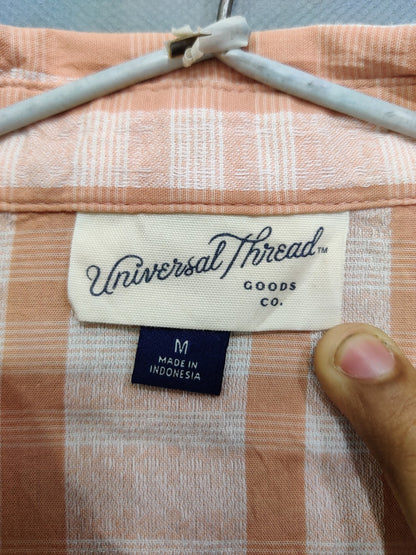 Universal Thread™
GOODS
CO.
M
MADE IN
INDONESIA